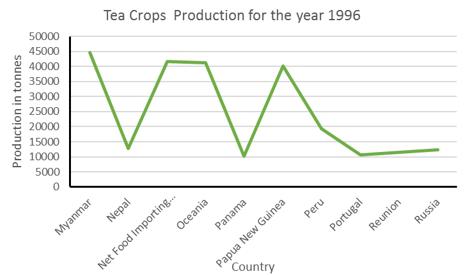 Tea Crops Production for the year 1996
Production in tonnes
50000
45000
40000
35000
30000
25000
20000
15000
10000
5000
0
Myanmar
Nepal
Net Food Importing...
Oceania
Panama
Papua New Guinea
Peru
Portugal
Reunion
Russia
Country